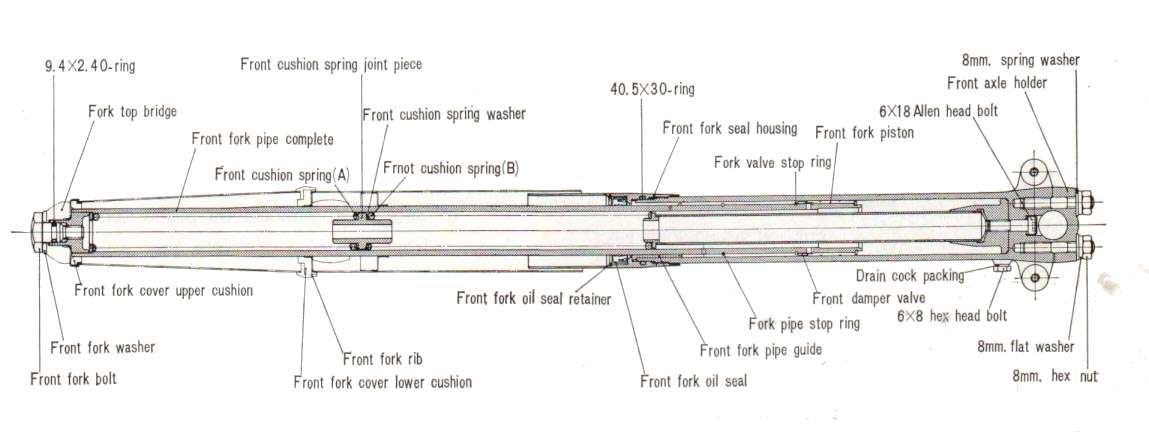 9.4×2.40-ring
Front cushion spring joint piece
8mm. spring washer
Front axle holder
40.5×30-ring
Fork top bridge
6×18 Allen head bolt
Front cushion spring washer
Front fork seal housing
Front fork piston
Front fork pipe complete
Fork valve stop ring
Front cushion spring(A)
Frnot cushion spring(B)
Drain cock packing
Front fork cover upper cushion
Front fork oil seal retainer
Front damper valve
6×8 hex head bolt
Fork pipe stop ring
Front fork washer
Front fork rib
Front fork pipe guide
8mm. flat washer
Front fork bolt
Front fork cover lower cushion
Front fork oil seal
8mm. hex nut